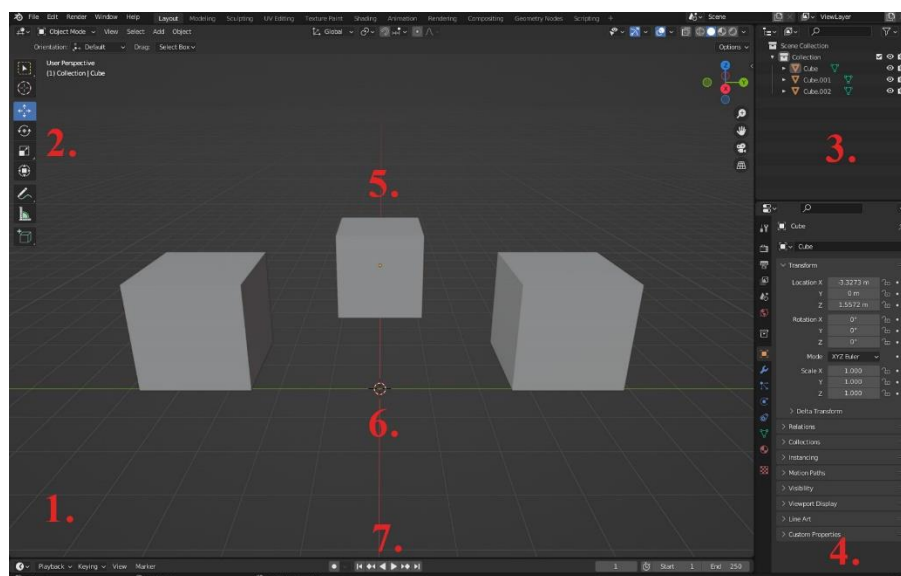 File Edit Render Window Help Layout Modeling Sculpting UV Editing Texture Paint Shading Animation Rendering Compositing Geometry Nodes Scripting + Scene ViewLayer
Object Mode View Select Add Object Global
Orientation: Default Drag: Select Box Options
User Perspective
(1) Collection | Cube
Z
Y
X
Scene Collection
Collection
Cube
Cube.001
Cube.002
2.
3.
5.
Cube
Cube
Transform
Location X -3.3273 m
Y 0 m
Z 1.5572 m
Rotation X 0°
Y 0°
Z 0°
Mode XYZ Euler
Scale X 1.000
Y 1.000
Z 1.000
Delta Transform
Relations
Collections
Instancing
Motion Paths
Visibility
Viewport Display
Line Art
Custom Properties
6.
1.
7.
4.
Playback Keying View Marker 1 Start 1 End 250